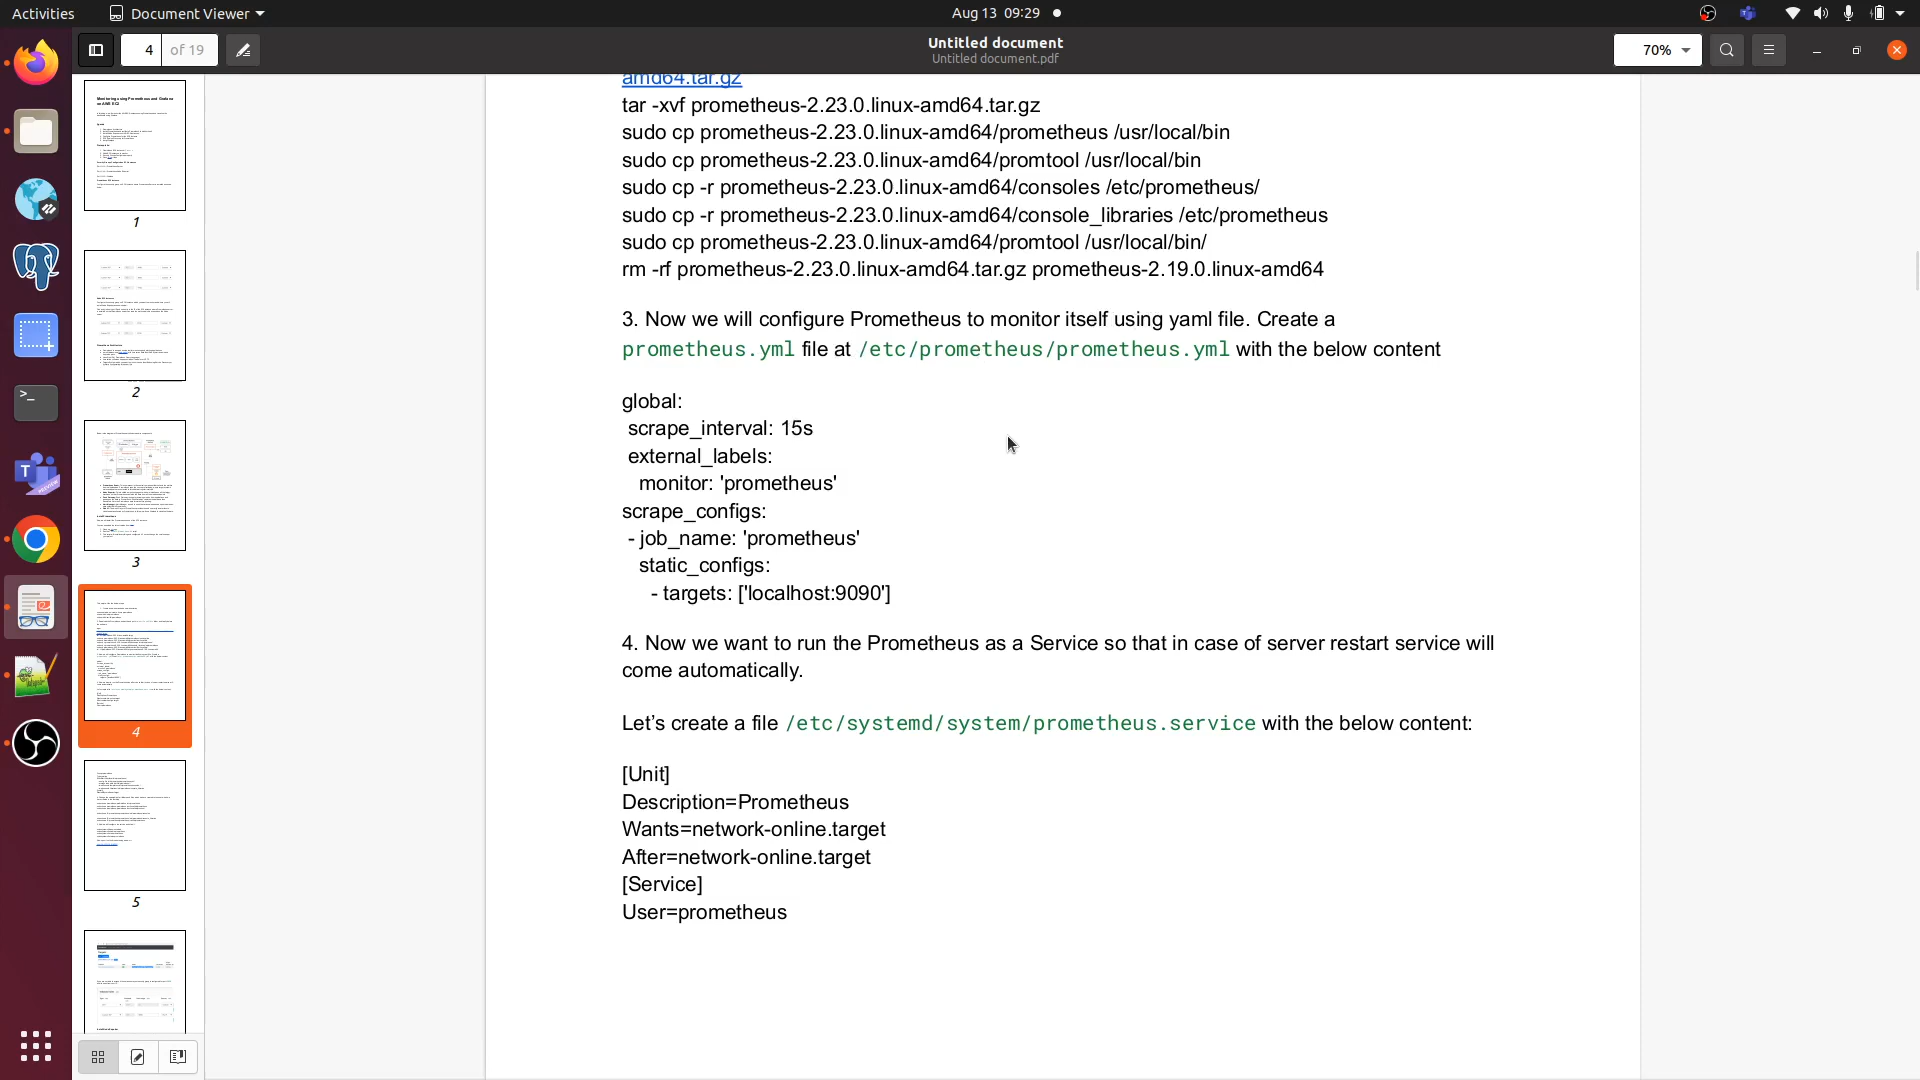 Activities
Document Viewer
Aug 13 09:29
4 of 19
Untitled document
Untitled document.pdf
70%
Monitoring using Prometheus and Grafana
on AWS EC2
1
2
3
4
5
amd64.tar.gz
tar -xvf prometheus-2.23.0.linux-amd64.tar.gz
sudo cp prometheus-2.23.0.linux-amd64/prometheus /usr/local/bin
sudo cp prometheus-2.23.0.linux-amd64/promtool /usr/local/bin
sudo cp -r prometheus-2.23.0.linux-amd64/consoles /etc/prometheus/
sudo cp -r prometheus-2.23.0.linux-amd64/console_libraries /etc/prometheus
sudo cp prometheus-2.23.0.linux-amd64/promtool /usr/local/bin/
rm -rf prometheus-2.23.0.linux-amd64.tar.gz prometheus-2.19.0.linux-amd64
3. Now we will configure Prometheus to monitor itself using yaml file. Create a
prometheus.yml file at /etc/prometheus/prometheus.yml with the below content
global:
scrape_interval: 15s
external_labels:
monitor: 'prometheus'
scrape_configs:
- job_name: 'prometheus'
static_configs:
- targets: ['localhost:9090']
4. Now we want to run the Prometheus as a Service so that in case of server restart service will
come automatically.
Let’s create a file /etc/systemd/system/prometheus.service with the below content:
[Unit]
Description=Prometheus
Wants=network-online.target
After=network-online.target
[Service]
User=prometheus